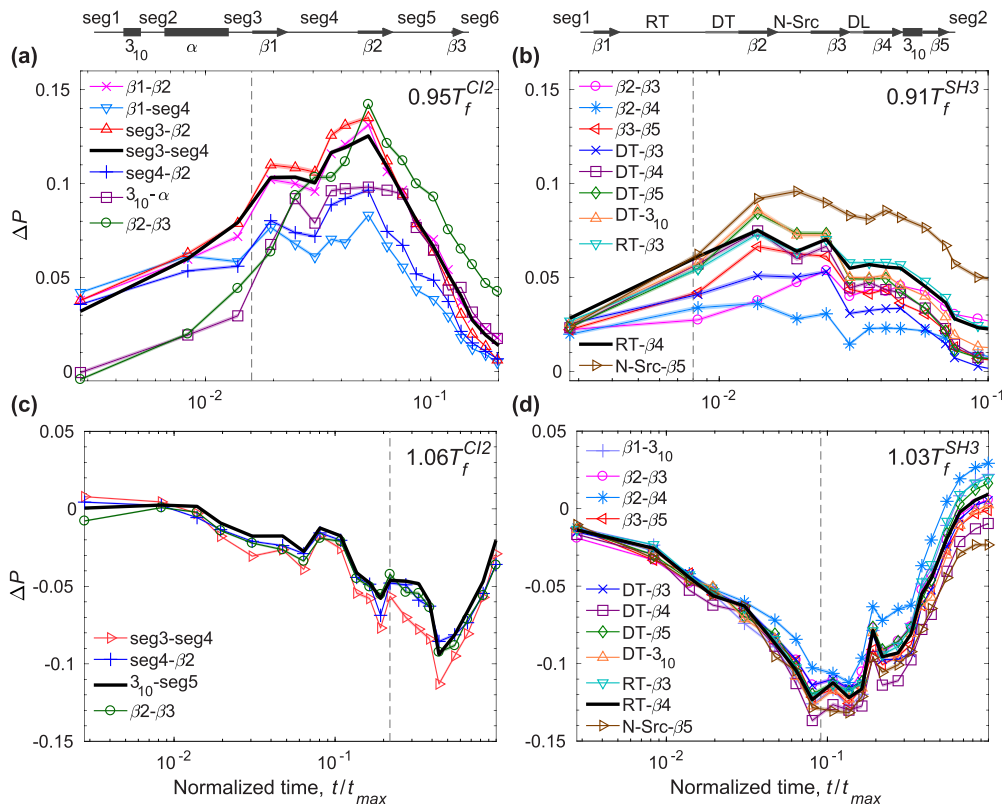 seg1 seg2 seg3 seg4 seg5 seg6
3₁₀ α β1 β2 β3
seg1 RT DT N-Src DL seg2
β1 β2 β3 β4 3₁₀ β5
(a)
0.95T_f^{CI2}
0.15
0.1
0.05
0
ΔP
β1-β2
β1-seg4
seg3-β2
seg3-seg4
seg4-β2
3₁₀-α
β2-β3
10⁻² 10⁻¹
(b)
0.91T_f^{SH3}
0.15
0.1
0.05
0
β2-β3
β2-β4
β3-β5
DT-β3
DT-β4
DT-β5
DT-3₁₀
RT-β3
RT-β4
N-Src-β5
10⁻² 10⁻¹
(c)
1.06T_f^{CI2}
0.05
0
-0.05
-0.1
-0.15
ΔP
seg3-seg4
seg4-β2
3₁₀-seg5
β2-β3
10⁻² 10⁻¹ 10⁰
Normalized time, t/t_{max}
(d)
1.03T_f^{SH3}
0.05
0
-0.05
-0.1
-0.15
β1-3₁₀
β2-β3
β2-β4
β3-β5
DT-β3
DT-β4
DT-β5
DT-3₁₀
RT-β3
RT-β4
N-Src-β5
10⁻² 10⁻¹ 10⁰
Normalized time, t/t_{max}